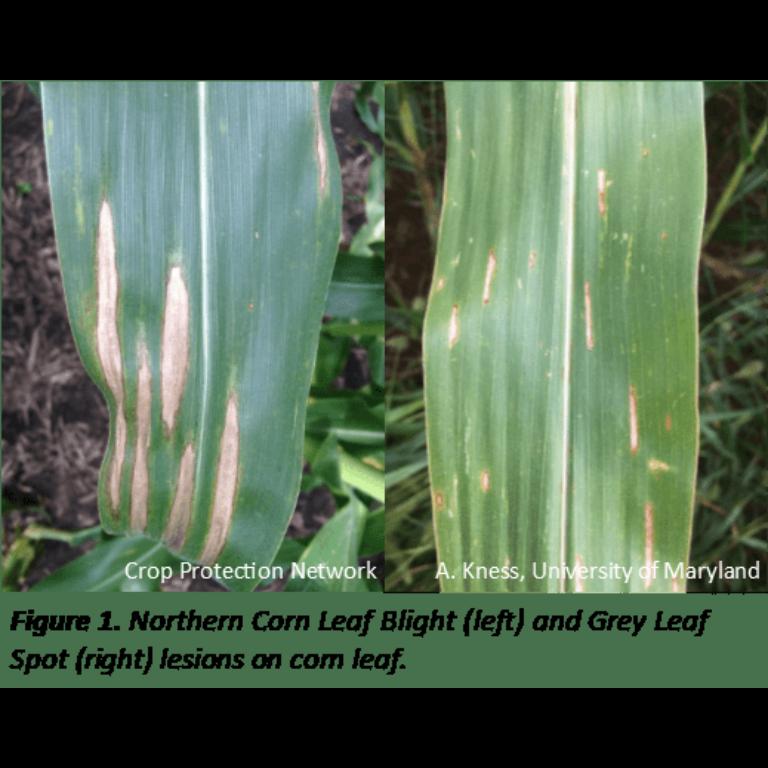 Crop Protection Network
A. Kness, University of Maryland
Figure 1. Northern Corn Leaf Blight (left) and Grey Leaf
Spot (right) lesions on corn leaf.